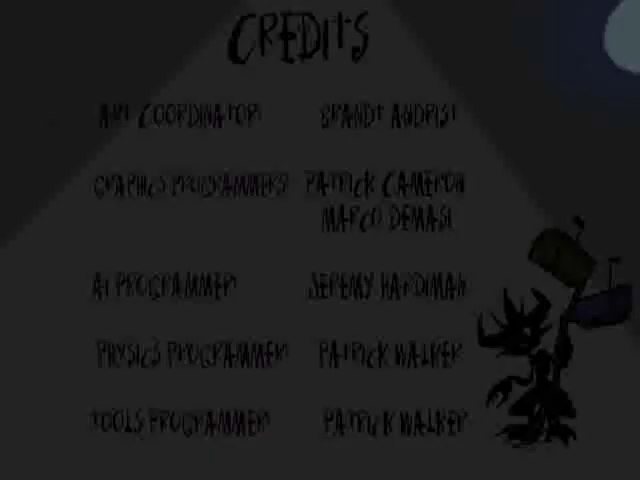 CREDITS
ART COORDINATOR BRANDT ANDRIST
GRAPHICS PROGRAMMERS PATRICK CAMERON
MARCO DEMASI
AI PROGRAMMER JEREMY HARDIMAN
PHYSICS PROGRAMMER PATRICK WALKER
TOOLS PROGRAMMER PATRICK WALKER